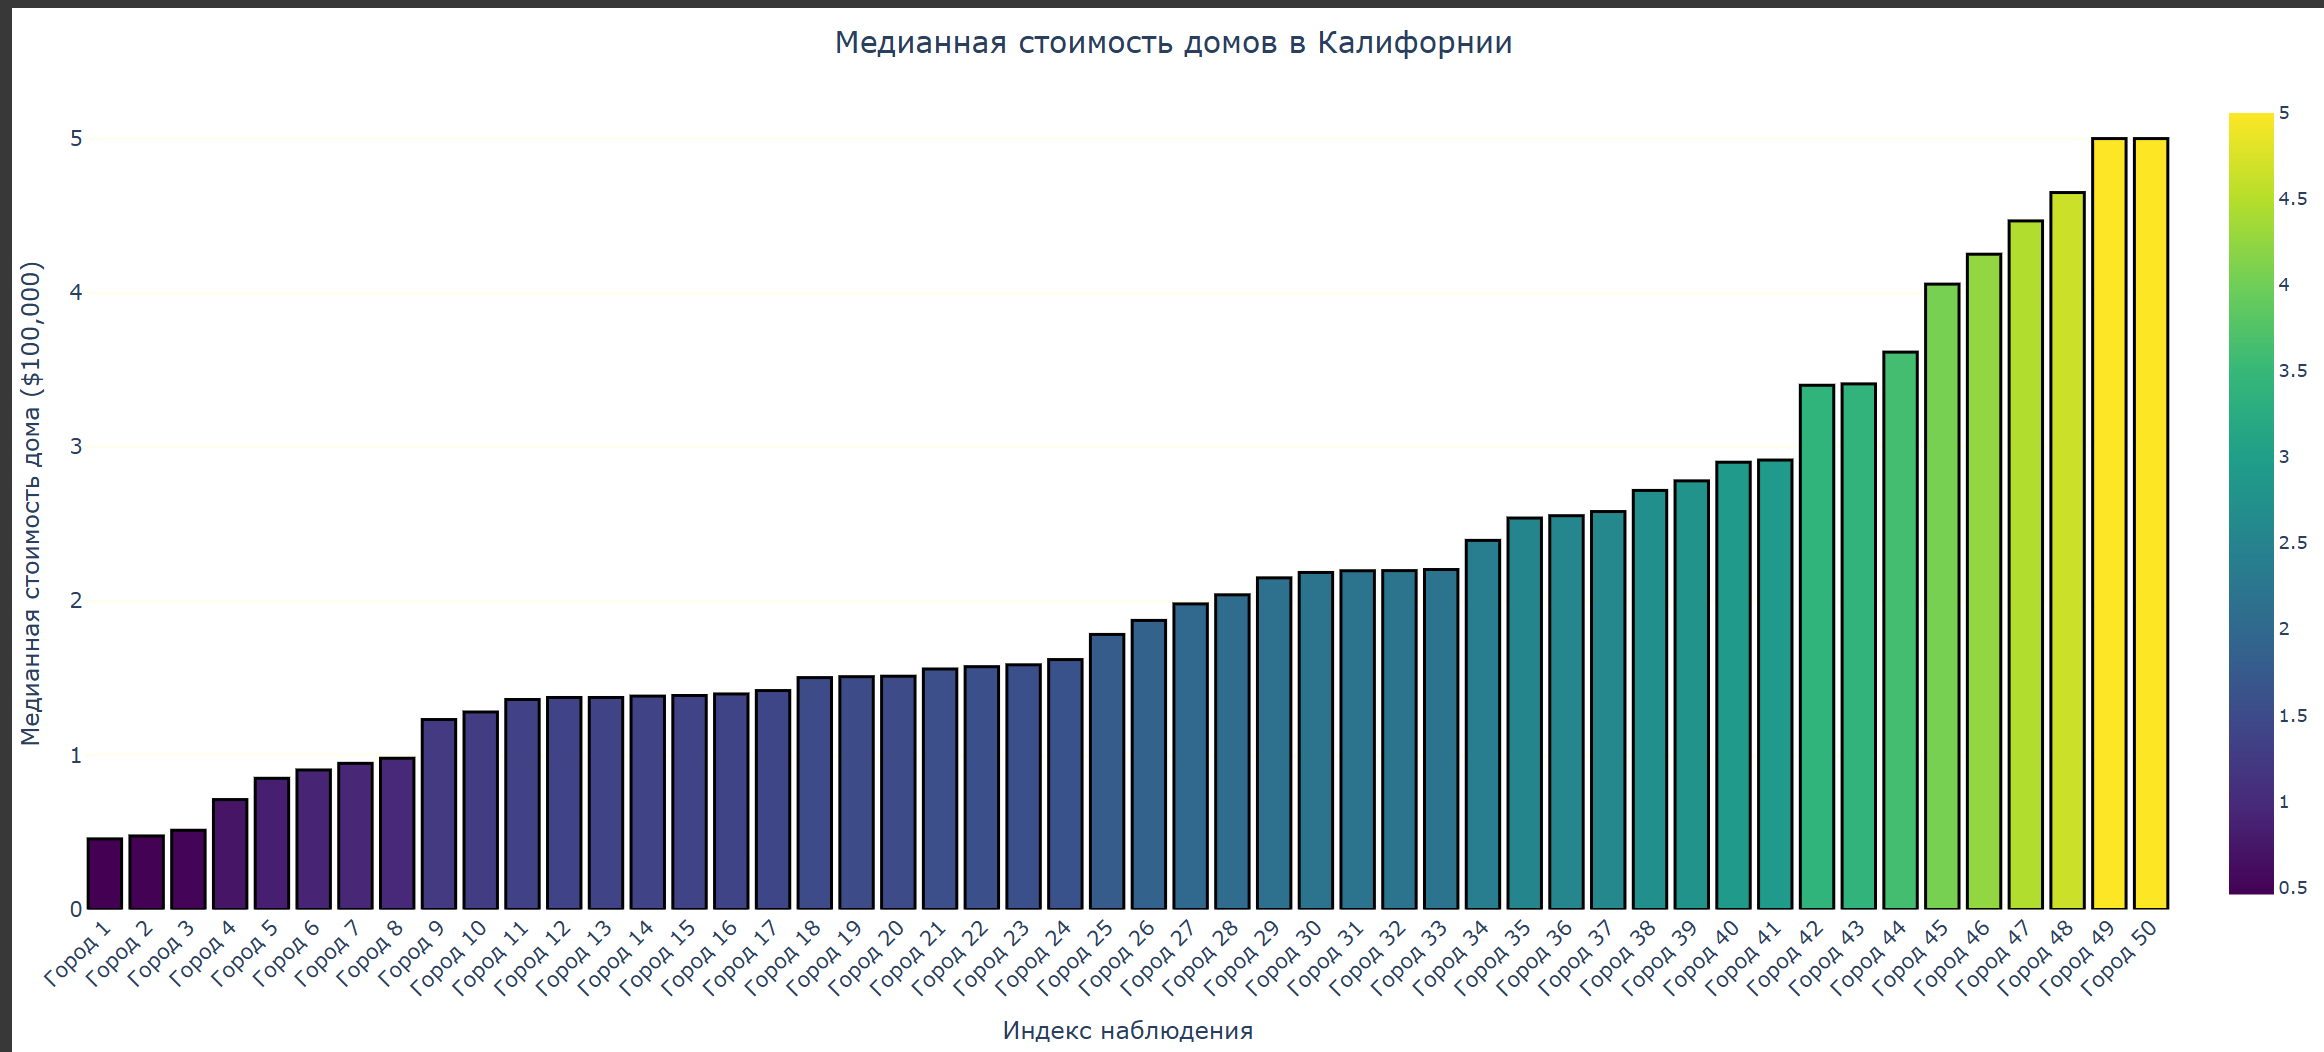 Медианная стоимость домов в Калифорнии
Медианная стоимость дома ($100,000)
5
4
3
2
1
0
Город 1
Город 2
Город 3
Город 4
Город 5
Город 6
Город 7
Город 8
Город 9
Город 10
Город 11
Город 12
Город 13
Город 14
Город 15
Город 16
Город 17
Город 18
Город 19
Город 20
Город 21
Город 22
Город 23
Город 24
Город 25
Город 26
Город 27
Город 28
Город 29
Город 30
Город 31
Город 32
Город 33
Город 34
Город 35
Город 36
Город 37
Город 38
Город 39
Город 40
Город 41
Город 42
Город 43
Город 44
Город 45
Город 46
Город 47
Город 48
Город 49
Город 50
Индекс наблюдения
5
4.5
4
3.5
3
2.5
2
1.5
1
0.5